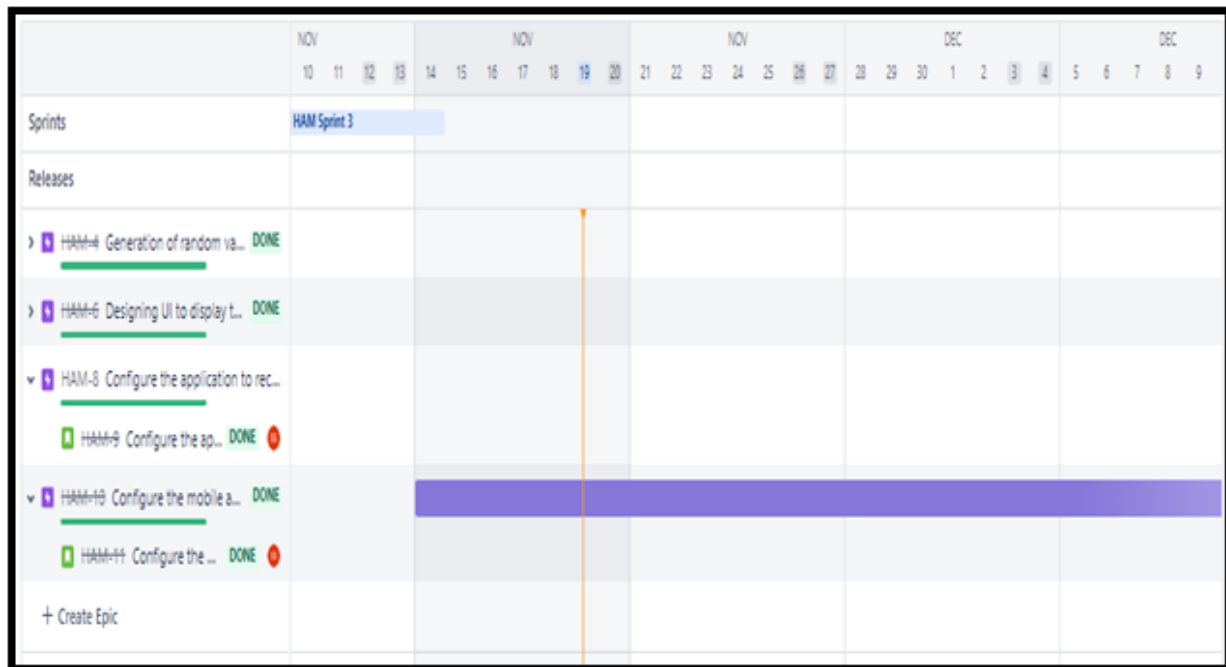 NOV NOV NOV DEC DEC
10 11 12 13 14 15 16 17 18 19 20 21 22 23 24 25 26 27 28 29 30 1 2 3 4 5 6 7 8 9
Sprints HAM Sprint 3
Releases
HAM-4 Generation of random va... DONE
HAM-6 Designing UI to display t... DONE
HAM-8 Configure the application to rec...
HAM-9 Configure the ap... DONE
HAM-10 Configure the mobile a... DONE
HAM-11 Configure the ... DONE
+ Create Epic